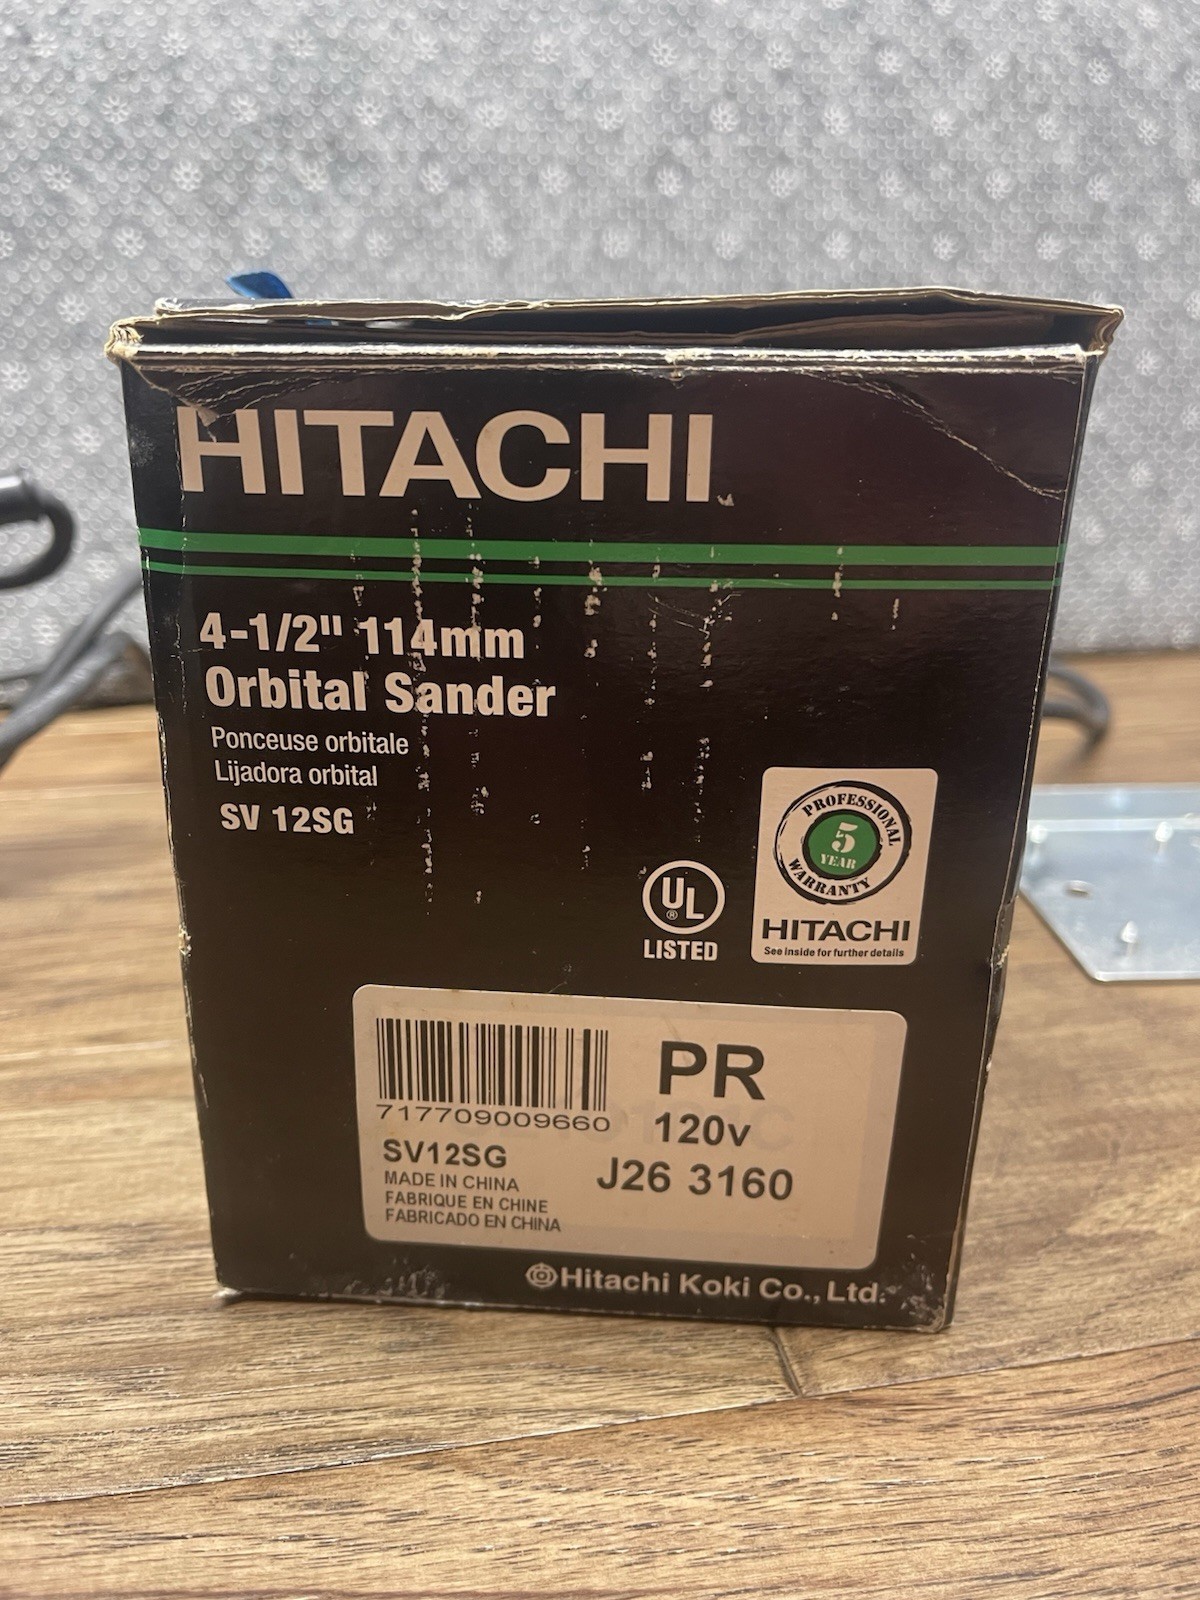 HITACHI
4-1/2" 114mm
Orbital Sander
Ponceuse orbitale
Lijadora orbital
SV 12SG
UL
®
LISTED
PROFESSIONAL
5
YEAR
WARRANTY
HITACHI
See inside for further details
717709009660
SV12SG
MADE IN CHINA
FABRIQUE EN CHINE
FABRICADO EN CHINA
PR
120v
J26 3160
Hitachi Koki Co., Ltd.